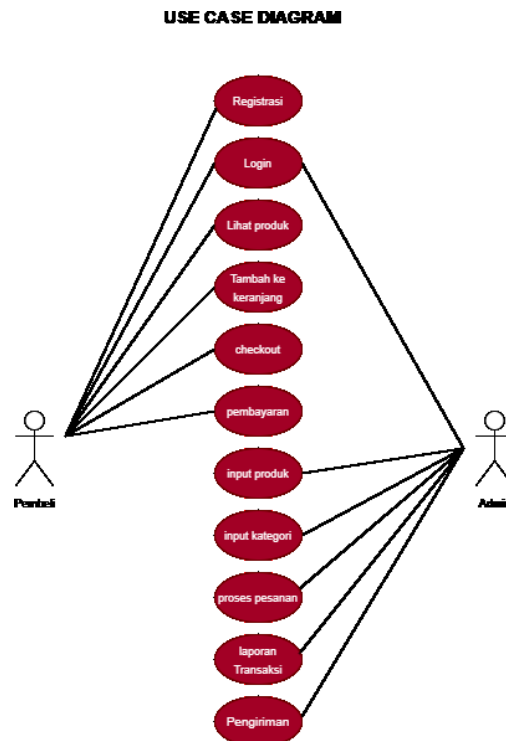 USE CASE DIAGRAM
Registrasi
Login
Lihat produk
Tambah ke
keranjang
checkout
pembayaran
Pembeli
input produk
Admin
input kategori
proses pesanan
laporan
Transaksi
Pengiriman